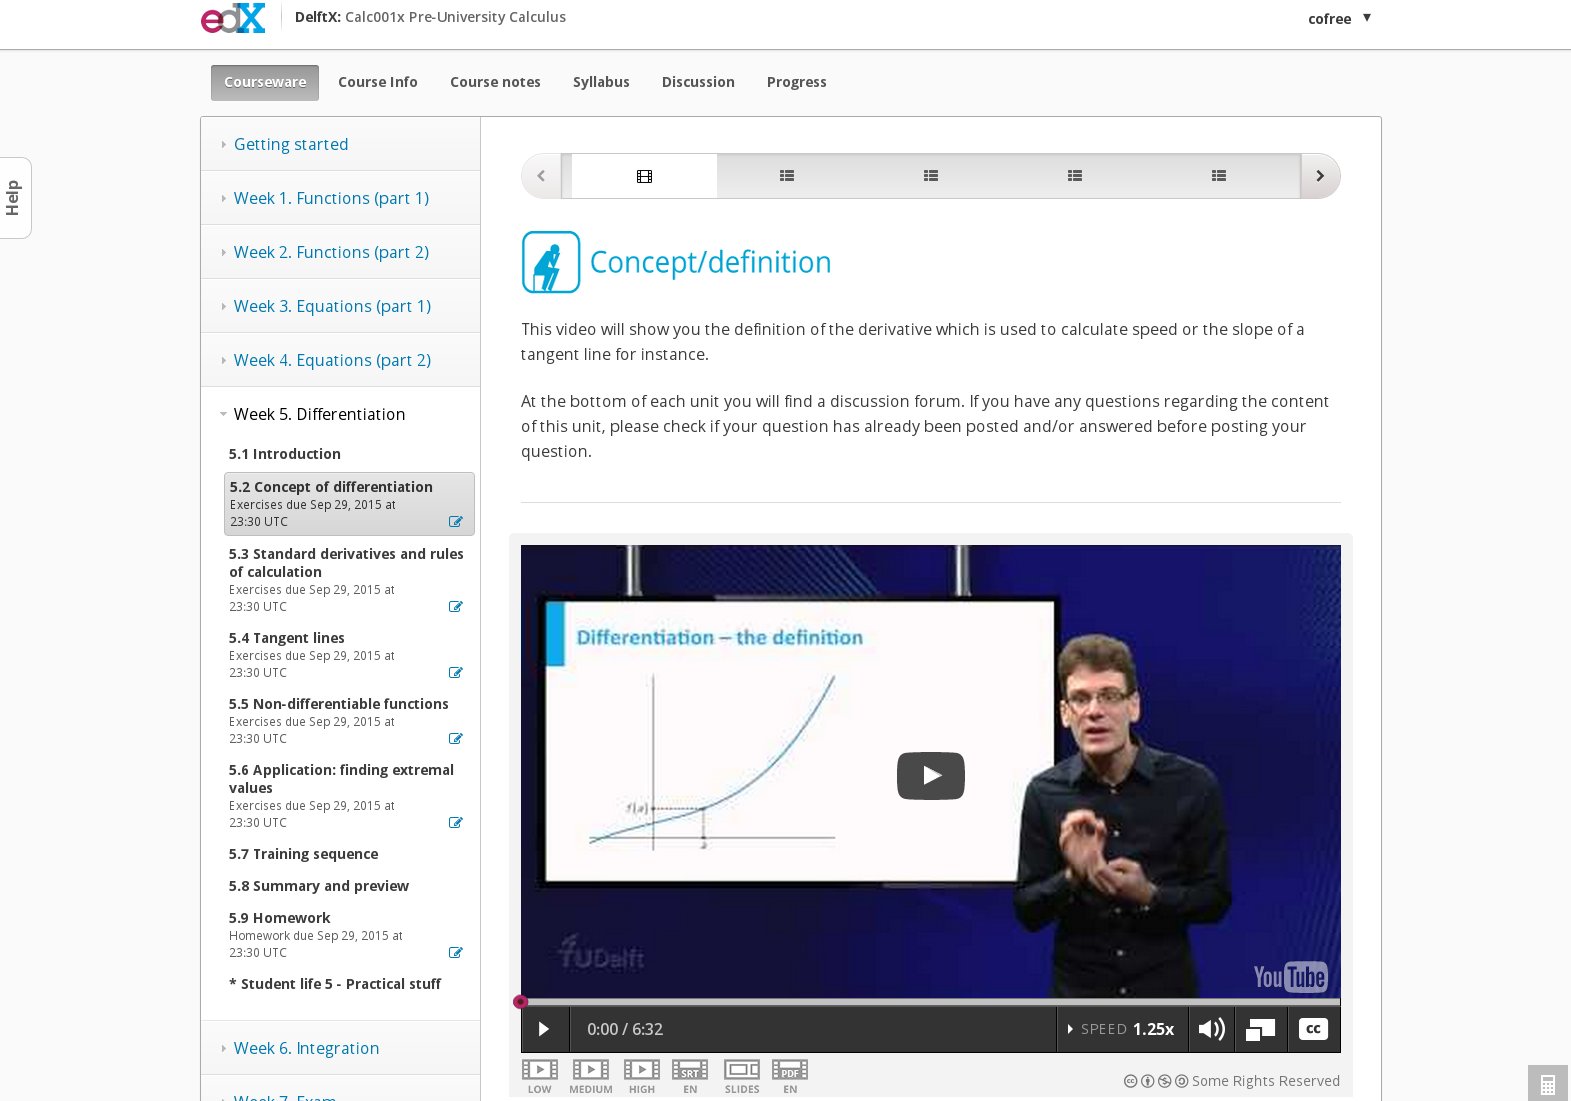 edX
DelftX: Calc001x Pre-University Calculus
cofree
Courseware
Course Info
Course notes
Syllabus
Discussion
Progress
Help
Getting started
Week 1. Functions (part 1)
Week 2. Functions (part 2)
Week 3. Equations (part 1)
Week 4. Equations (part 2)
Week 5. Differentiation
5.1 Introduction
5.2 Concept of differentiation
Exercises due Sep 29, 2015 at
23:30 UTC
5.3 Standard derivatives and rules
of calculation
Exercises due Sep 29, 2015 at
23:30 UTC
5.4 Tangent lines
Exercises due Sep 29, 2015 at
23:30 UTC
5.5 Non-differentiable functions
Exercises due Sep 29, 2015 at
23:30 UTC
5.6 Application: finding extremal
values
Exercises due Sep 29, 2015 at
23:30 UTC
5.7 Training sequence
5.8 Summary and preview
5.9 Homework
Homework due Sep 29, 2015 at
23:30 UTC
* Student life 5 - Practical stuff
Week 6. Integration
Week 7. Exam
Concept/definition
This video will show you the definition of the derivative which is used to calculate speed or the slope of a
tangent line for instance.
At the bottom of each unit you will find a discussion forum. If you have any questions regarding the content
of this unit, please check if your question has already been posted and/or answered before posting your
question.
Differentiation – the definition
f(a)
a
TUDelft
YouTube
0:00 / 6:32
SPEED 1.25x
cc
LOW
MEDIUM
HIGH
SRT
EN
SLIDES
PDF
EN
cc
Some Rights Reserved